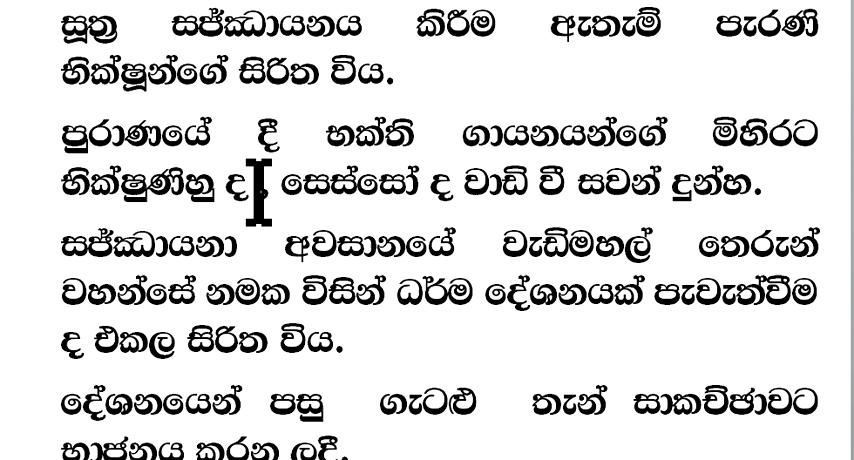 සූත්‍ර සජ්ඣායනය කිරීම ඇතැම් පැරණි
භික්ෂූන්ගේ සිරිත විය.
පුරාණයේ දී භක්ති ගායනයන්ගේ මිහිරට
භික්ෂුණීහු ද, සෙස්සෝ ද වාඩි වී සවන් දුන්හ.
සජ්ඣායනා අවසානයේ වැඩිමහල් තෙරුන්
වහන්සේ නමක විසින් ධර්ම දේශනයක් පැවැත්වීම
ද එකල සිරිත විය.
දේශනයෙන් පසු ගැටළු තැන් සාකච්ඡාවට
භාජනය කරන ලදී.